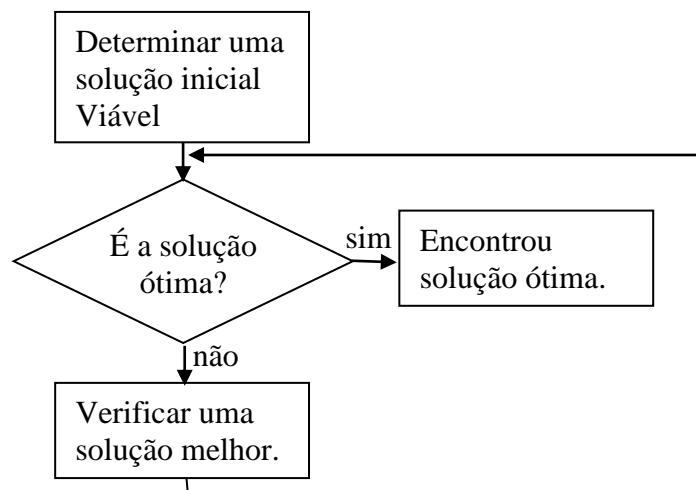 Determinar uma
solução inicial
Viável
É a solução
ótima?
sim
Encontrou
solução ótima.
não
Verificar uma
solução melhor.